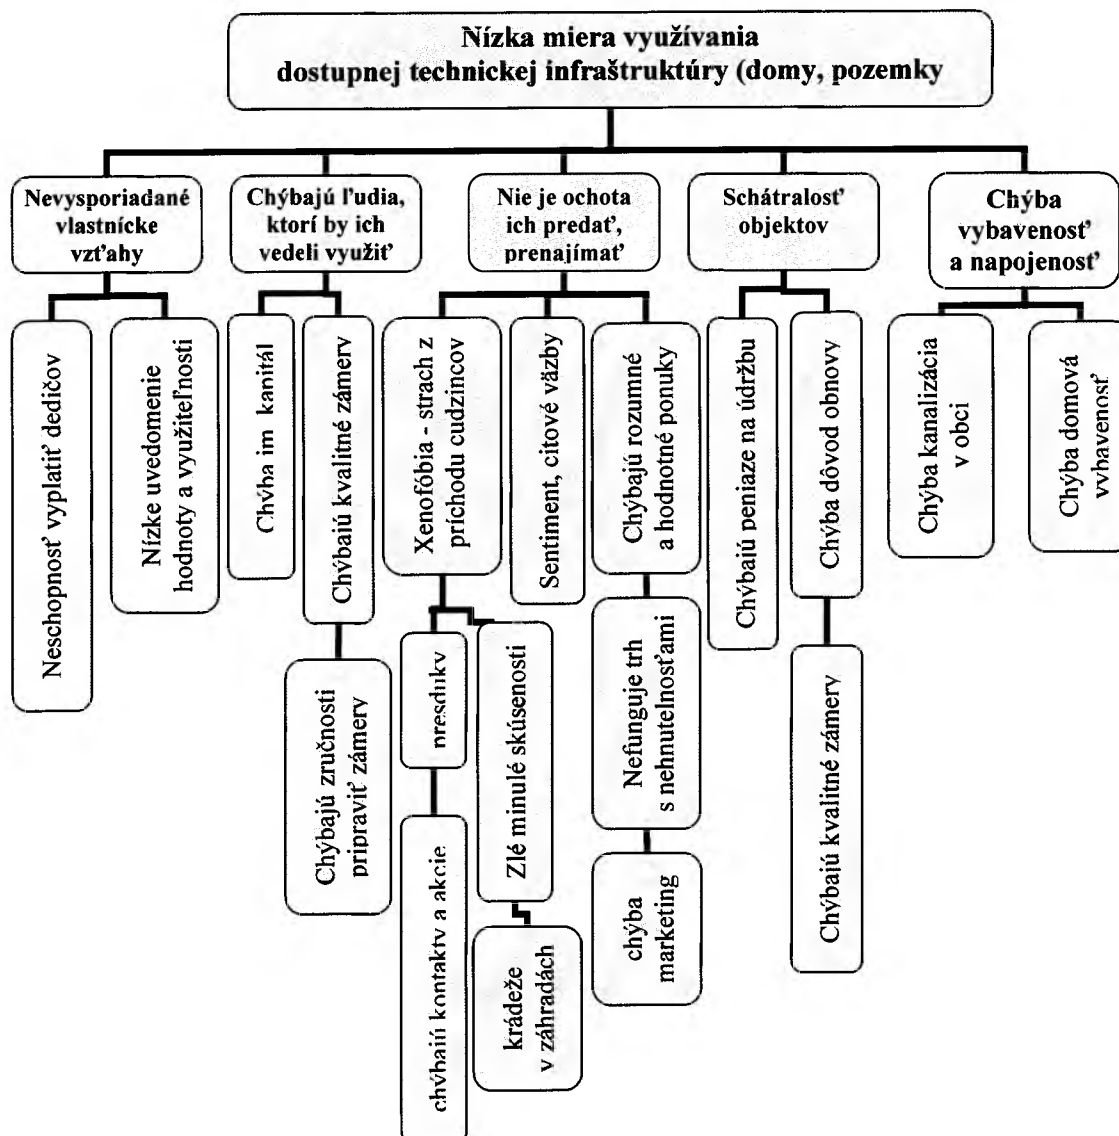 Nízka miera využívania
dostupnej technickej infraštruktúry (domy, pozemky
Nevysporiadané
vlastnícke
vzťahy
Chýbajú ľudia,
ktorí by ich
vedeli využiť
Nie je ochota
ich predať,
prenajímať
Schátralosť
objektov
Chýba
vybavenosť
a napojenosť
Neschopnosť vyplatiť dedičov
Nízke uvedomenie
hodnoty a využiteľnosti
Chýba im kapitál
Chýbajú kvalitné zámery
Xenofóbia - strach z
príchodu cudzincov
Sentiment, citové väzby
Chýbajú rozumné
a hodnotné ponuky
Chýbajú peniaze na údržbu
Chýba dôvod obnovy
Chýba kanalizácia
v obci
Chýba domová
vybavenosť
Chýbajú zručnosti
pripraviť zámery
predsudky
Zlé minulé skúsenosti
Nefunguje trh
s nehnutelnosťami
Chýbajú kvalitné zámery
chýbajú kontakty a akcie
krádeže
v záhradách
chýba
marketing